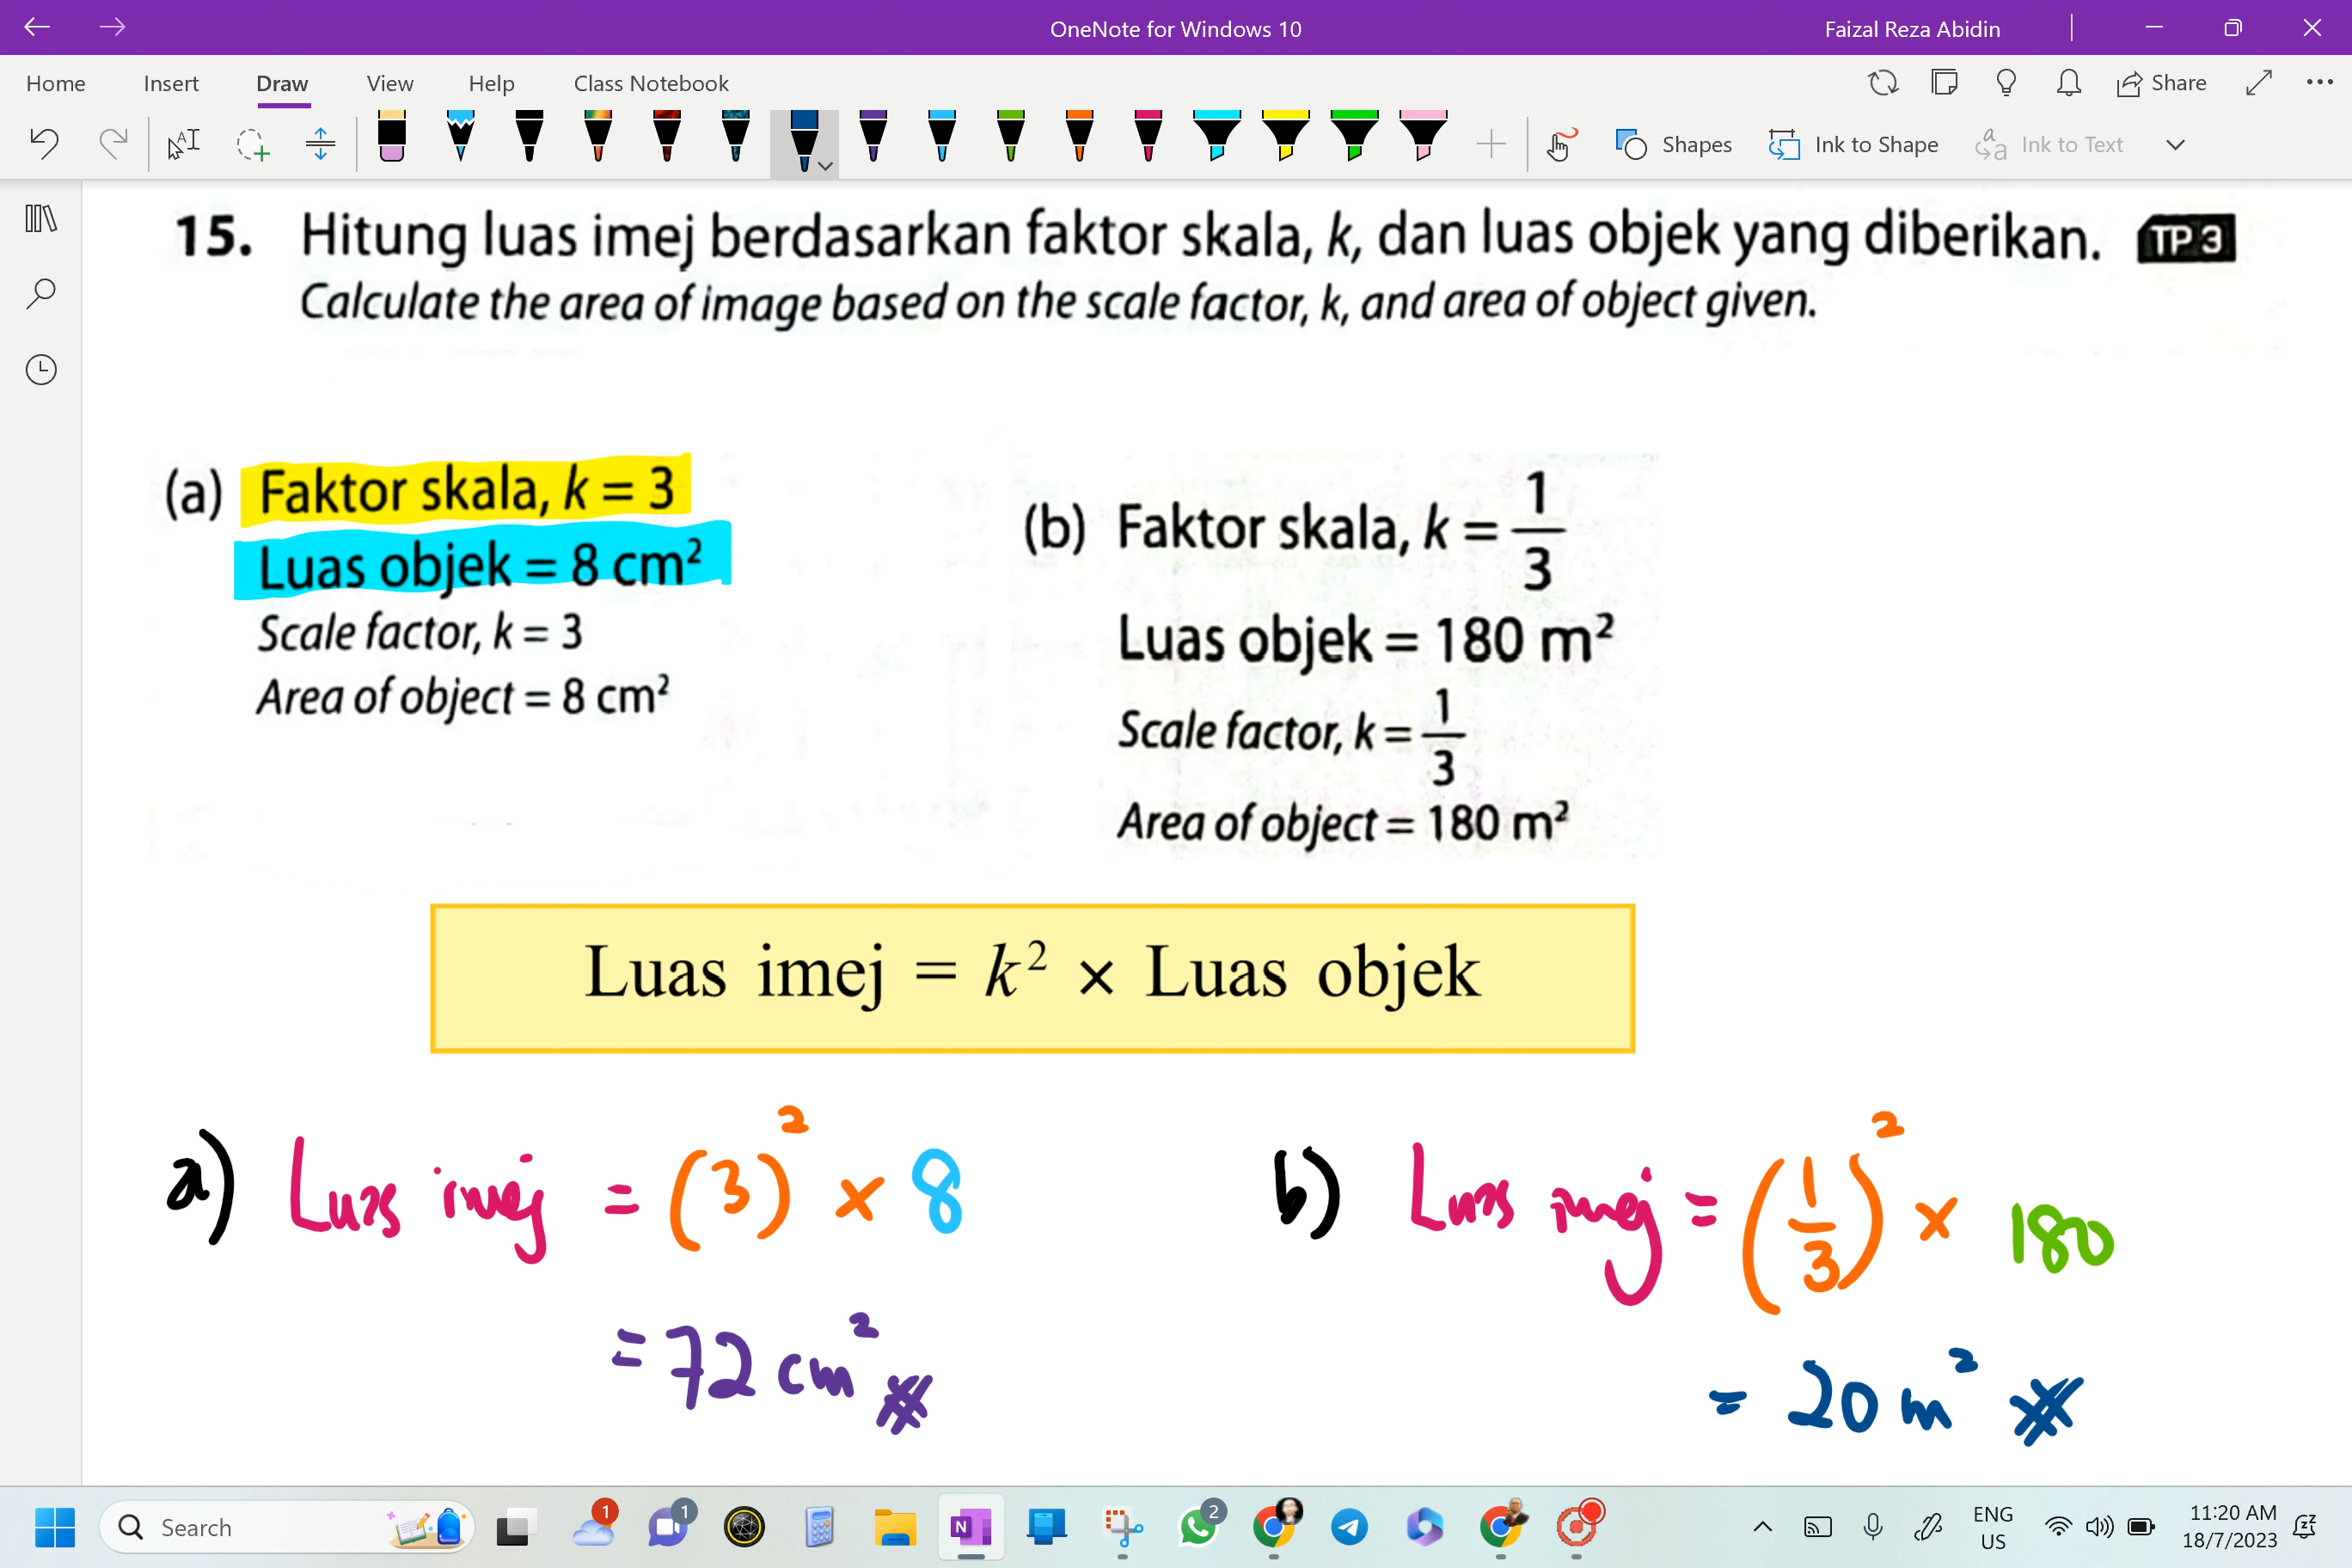 OneNote for Windows 10
Faizal Reza Abidin
Home Insert Draw View Help Class Notebook Share
Shapes Ink to Shape Ink to Text
15. Hitung luas imej berdasarkan faktor skala, k, dan luas objek yang diberikan. TP 3
Calculate the area of image based on the scale factor, k, and area of object given.
(a) Faktor skala, k = 3
Luas objek = 8 cm²
Scale factor, k = 3
Area of object = 8 cm²
(b) Faktor skala, k = 1/3
Luas objek = 180 m²
Scale factor, k = 1/3
Area of object = 180 m²
Luas imej = k² × Luas objek
a) Luas imej = (3)² × 8
= 72 cm²
b) Luas imej = (1/3)² × 180
= 20 m²
Search
1
1
N
2
ENG
US
11:20 AM
18/7/2023